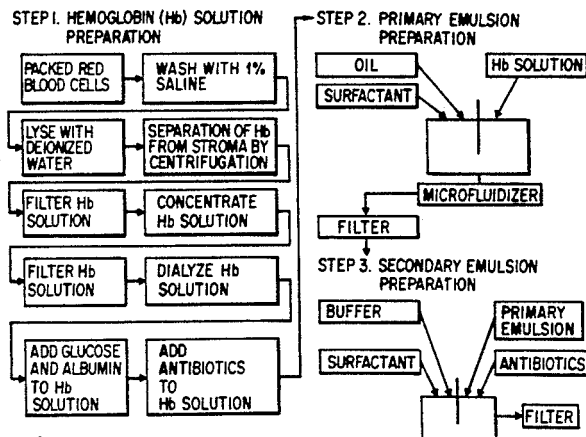 STEP 1. HEMOGLOBIN (Hb) SOLUTION
PREPARATION
PACKED RED
BLOOD CELLS
WASH WITH 1%
SALINE
LYSE WITH
DEIONIZED
WATER
SEPARATION OF Hb
FROM STROMA BY
CENTRIFUGATION
FILTER Hb
SOLUTION
CONCENTRATE
Hb SOLUTION
FILTER Hb
SOLUTION
DIALYZE Hb
SOLUTION
ADD GLUCOSE
AND ALBUMIN
TO Hb
SOLUTION
ADD
ANTIBIOTICS
TO
Hb SOLUTION
STEP 2. PRIMARY EMULSION
PREPARATION
OIL
Hb SOLUTION
SURFACTANT
MICROFLUIDIZER
FILTER
STEP 3. SECONDARY EMULSION
PREPARATION
BUFFER
PRIMARY
EMULSION
SURFACTANT
ANTIBIOTICS
FILTER